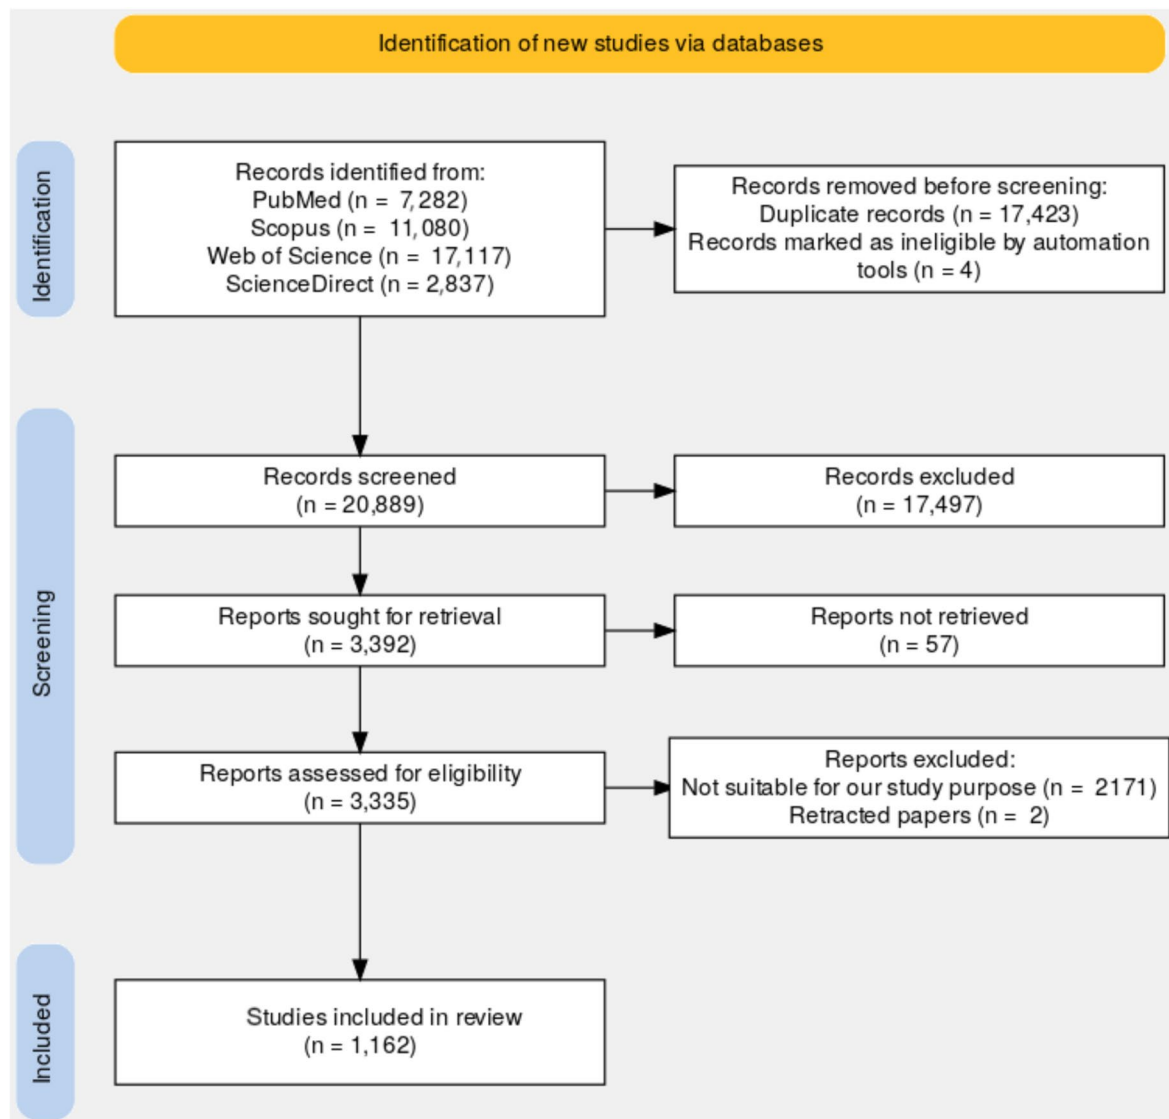 Identification of new studies via databases
Identification
Records identified from:
PubMed (n = 7,282)
Scopus (n = 11,080)
Web of Science (n = 17,117)
ScienceDirect (n = 2,837)
Records removed before screening:
Duplicate records (n = 17,423)
Records marked as ineligible by automation
tools (n = 4)
Screening
Records screened
(n = 20,889)
Records excluded
(n = 17,497)
Reports sought for retrieval
(n = 3,392)
Reports not retrieved
(n = 57)
Reports assessed for eligibility
(n = 3,335)
Reports excluded:
Not suitable for our study purpose (n = 2171)
Retracted papers (n = 2)
Included
Studies included in review
(n = 1,162)